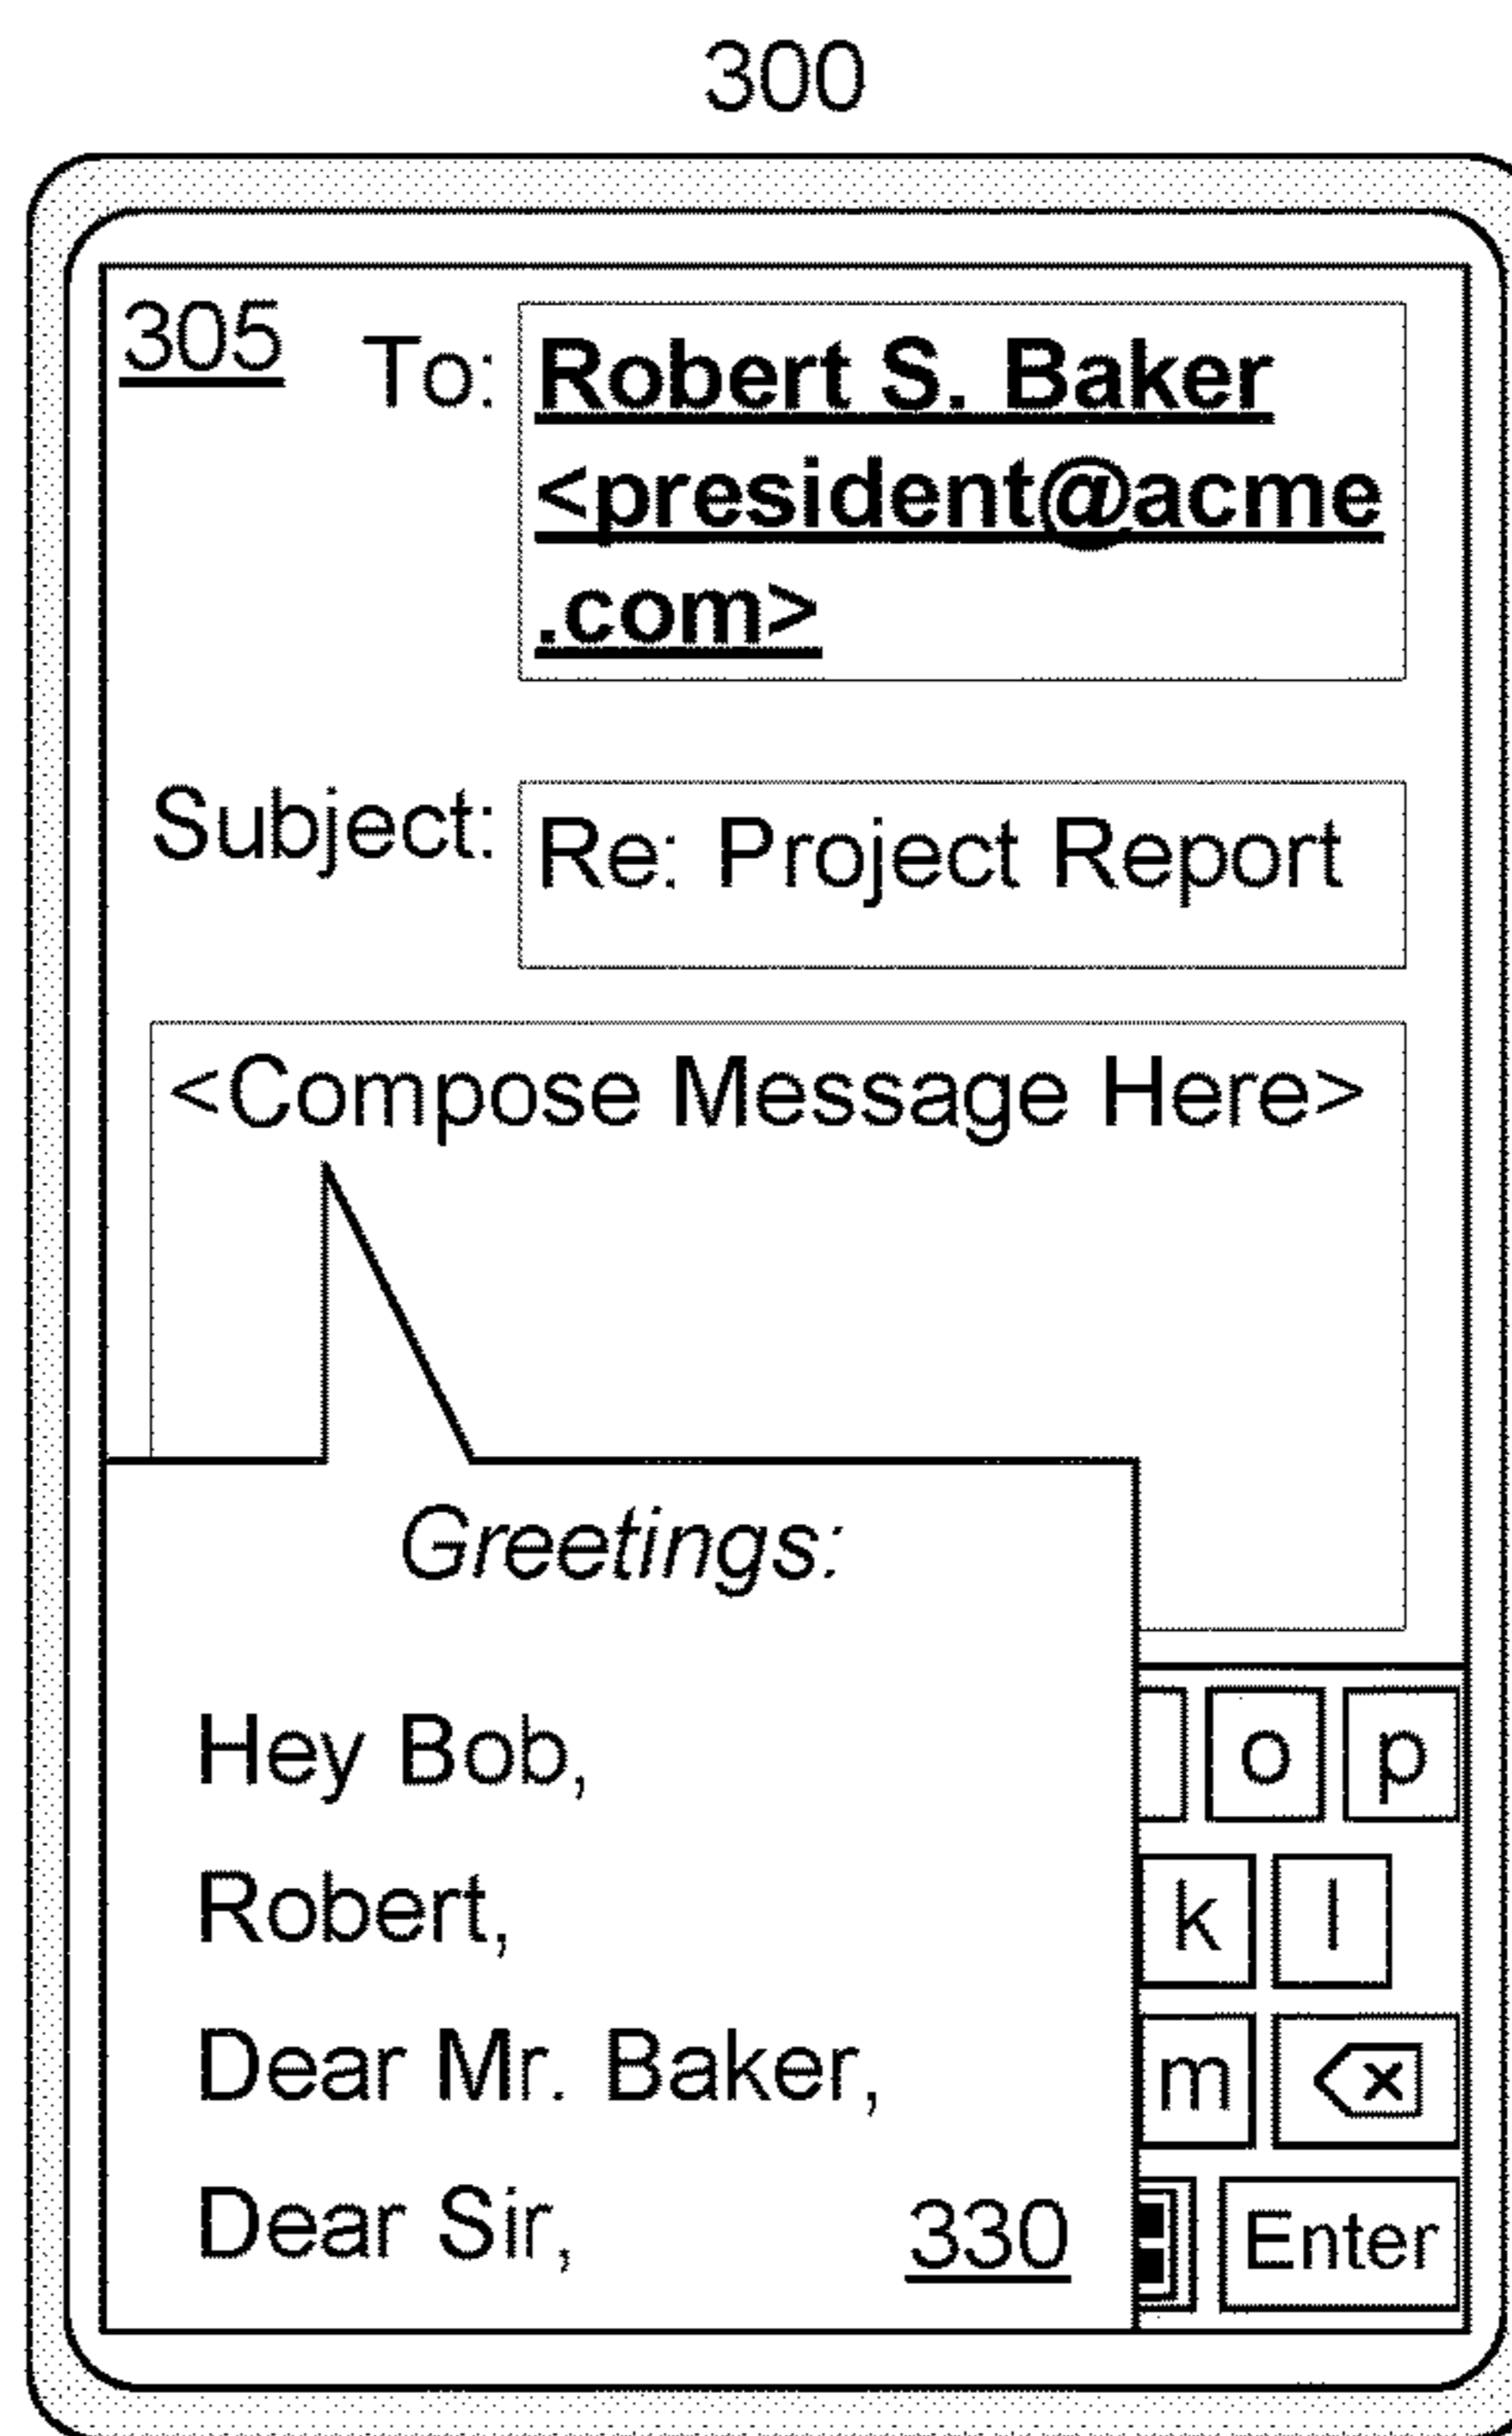 300
305 To: Robert S. Baker
<president@acme
.com>
Subject: Re: Project Report
<Compose Message Here>
Greetings:
Hey Bob,
Robert,
Dear Mr. Baker,
Dear Sir,
330
o p
k l
m
Enter